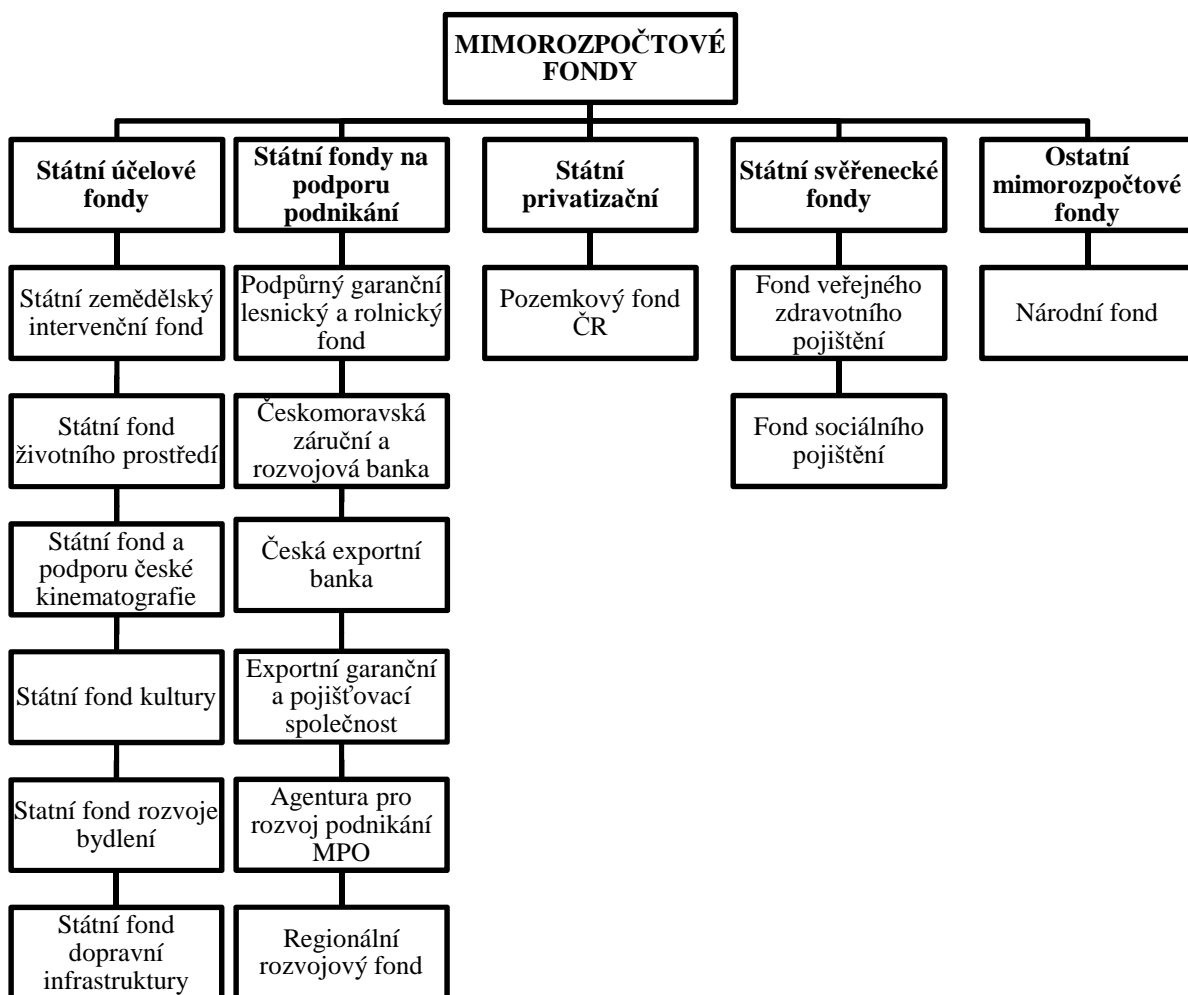 MIMOROZPOČTOVÉ
FONDY
Státní účelové
fondy
Státní fondy na
podporu
podnikání
Státní
privatizační
Státní svěřenecké
fondy
Ostatní
mimorozpočtové
fondy
Státní zemědělský
intervenční fond
Podpůrný garanční
lesnický a rolnický
fond
Pozemkový fond
ČR
Fond veřejného
zdravotního
pojištění
Národní fond
Státní fond
životního prostředí
Českomoravská
záruční a
rozvojová banka
Fond sociálního
pojištění
Státní fond a
podporu české
kinematografie
Česká exportní
banka
Státní fond kultury
Exportní garanční
a pojišťovací
společnost
Statní fond rozvoje
bydlení
Agentura pro
rozvoj podnikání
MPO
Státní fond
dopravní
infrastruktury
Regionální
rozvojový fond